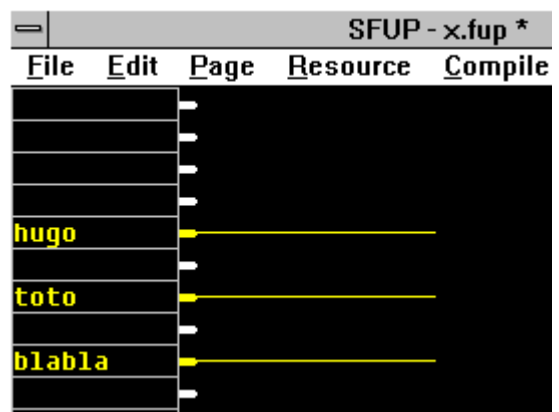 SFUP - x.fup *
File Edit Page Resource Compile
hugo
toto
blabla